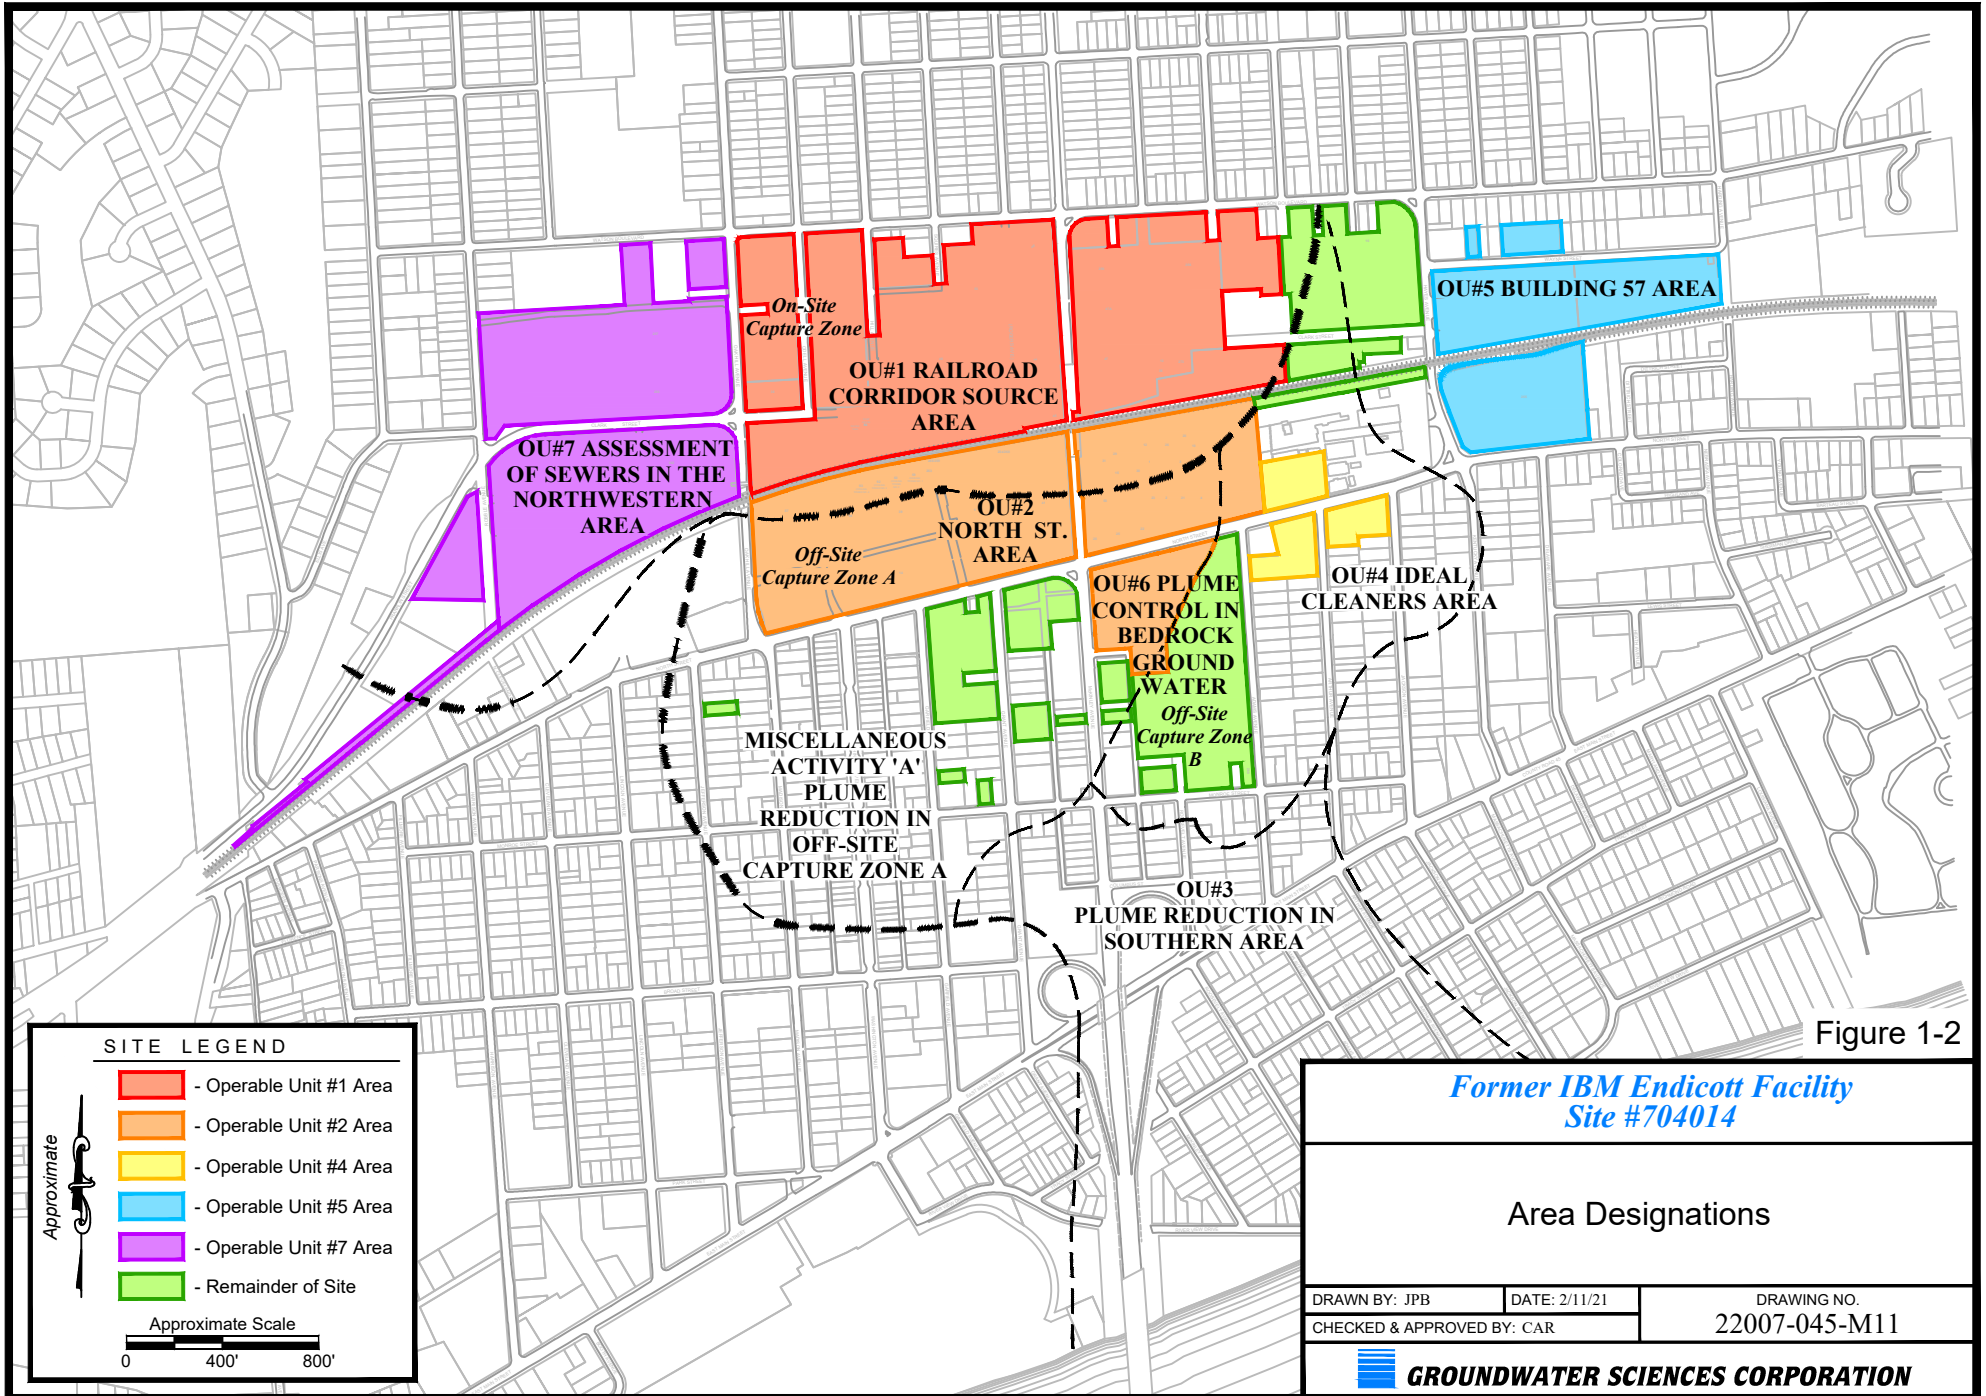 On-Site
Capture Zone
OU#1 RAILROAD
CORRIDOR SOURCE
AREA
OU#5 BUILDING 57 AREA
OU#7 ASSESSMENT
OF SEWERS IN THE
NORTHWESTERN
AREA
OU#2
NORTH ST.
AREA
Off-Site
Capture Zone A
OU#6 PLUME
CONTROL IN
BEDROCK
GROUND
WATER
Off-Site
Capture Zone
B
OU#4 IDEAL
CLEANERS AREA
MISCELLANEOUS
ACTIVITY 'A'
PLUME
REDUCTION IN
OFF-SITE
CAPTURE ZONE A
OU#3
PLUME REDUCTION IN
SOUTHERN AREA
SITE LEGEND
- Operable Unit #1 Area
- Operable Unit #2 Area
- Operable Unit #4 Area
- Operable Unit #5 Area
- Operable Unit #7 Area
- Remainder of Site
Approximate
Approximate Scale
0 400' 800'
Figure 1-2
Former IBM Endicott Facility
Site #704014
Area Designations
DRAWN BY: JPB
DATE: 2/11/21
CHECKED & APPROVED BY: CAR
DRAWING NO.
22007-045-M11
GROUNDWATER SCIENCES CORPORATION